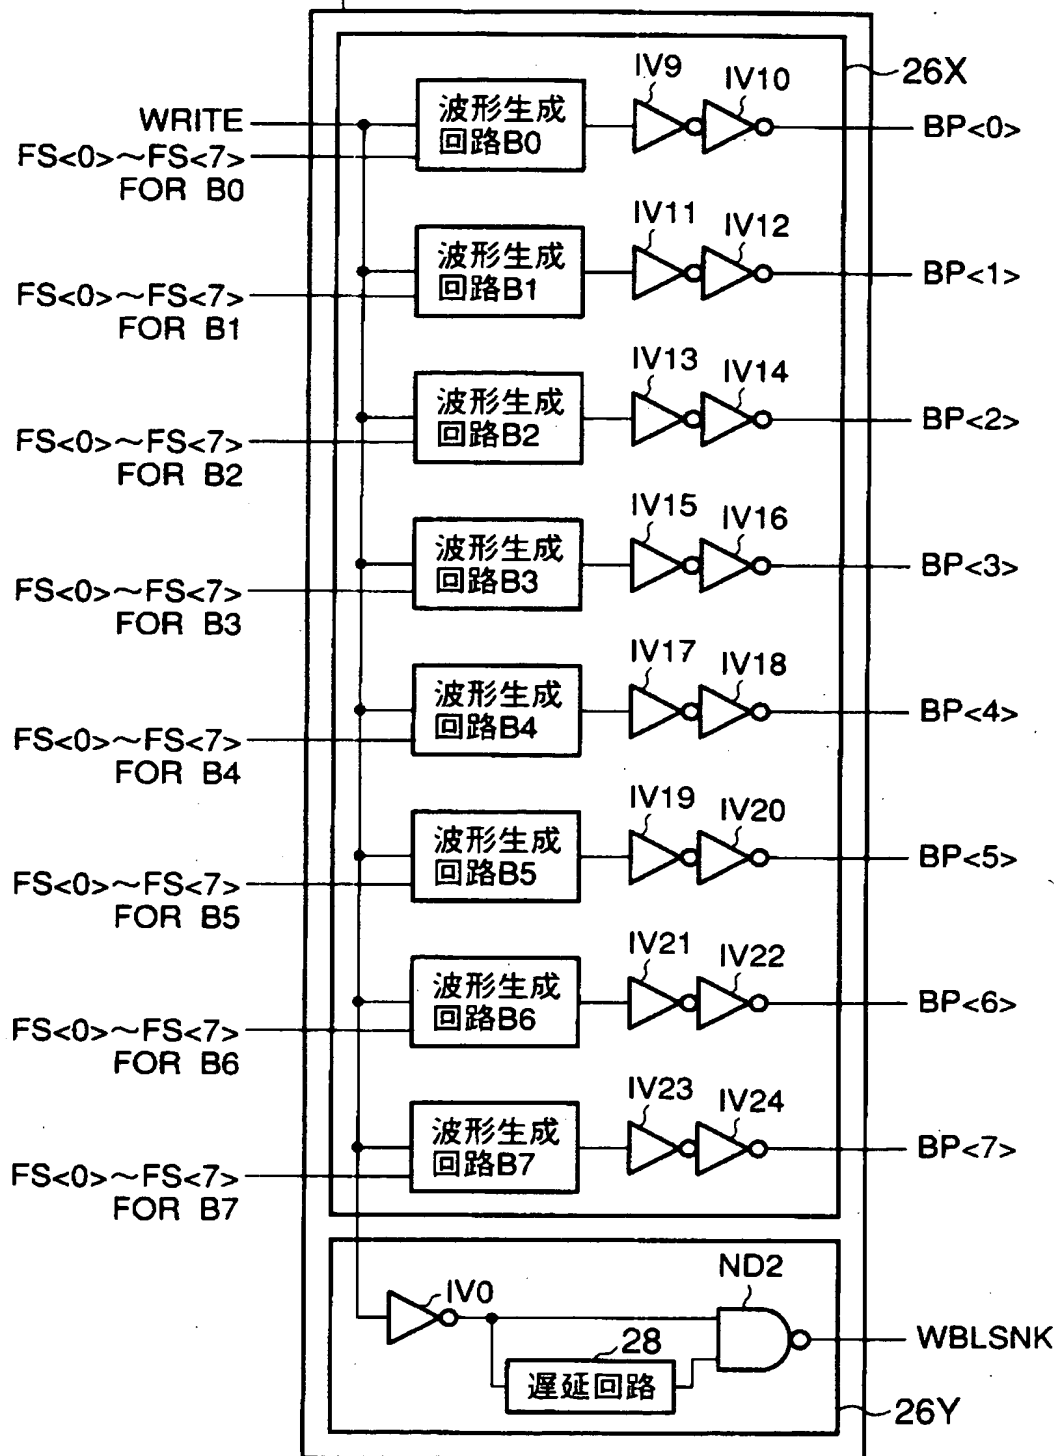 26X
IV9
IV10
WRITE
波形生成
回路B0
BP<0>
FS<0>~FS<7>
FOR B0
IV11
IV12
波形生成
回路B1
BP<1>
FS<0>~FS<7>
FOR B1
IV13
IV14
波形生成
回路B2
BP<2>
FS<0>~FS<7>
FOR B2
IV15
IV16
波形生成
回路B3
BP<3>
FS<0>~FS<7>
FOR B3
IV17
IV18
波形生成
回路B4
BP<4>
FS<0>~FS<7>
FOR B4
IV19
IV20
波形生成
回路B5
BP<5>
FS<0>~FS<7>
FOR B5
IV21
IV22
波形生成
回路B6
BP<6>
FS<0>~FS<7>
FOR B6
IV23
IV24
波形生成
回路B7
BP<7>
FS<0>~FS<7>
FOR B7
ND2
IV0
WBLSNK
28
遅延回路
26Y